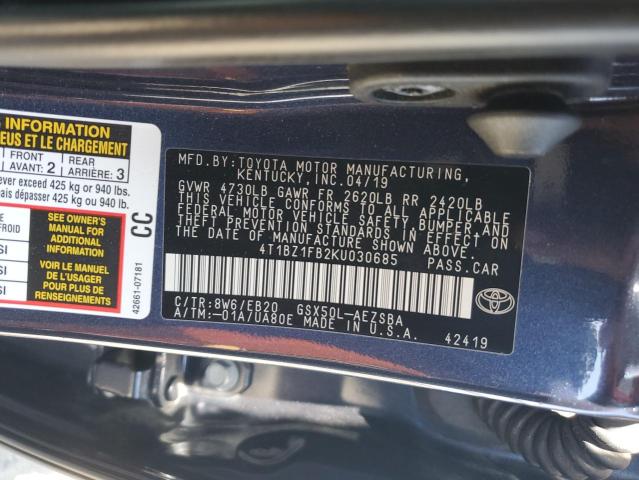 INFORMATION
EUS ET LE CHARGEMENT
FRONT
AVANT: 2
REAR
ARRIÈRE: 3
ever exceed 425 kg or 940 lbs.
ais dépasser 425 kg ou 940 lb.
SEE OWNER'S
MANUAL FOR
ADDITIONAL
INFORMATION
VOIR LE MANUEL
DE L'USAGER
POUR PLUS DE
RENSEIGNEMENTS
CC
42661-07181
MFD. BY: TOYOTA MOTOR MANUFACTURING,
KENTUCKY, INC. 04/19
GVWR 4730LB GAWR FR 2620LB RR 2420LB
THIS VEHICLE CONFORMS TO ALL APPLICABLE
FEDERAL MOTOR VEHICLE SAFETY, BUMPER, AND
THEFT PREVENTION STANDARDS IN EFFECT ON
THE DATE OF MANUFACTURE SHOWN ABOVE.
4T1BZ1FB2KU030685 PASS.CAR
C/TR: 8W6/EB20 GSX50L-AEZSBA
A/TM:-01A/UA80E MADE IN U.S.A.
42419
TOYOTA